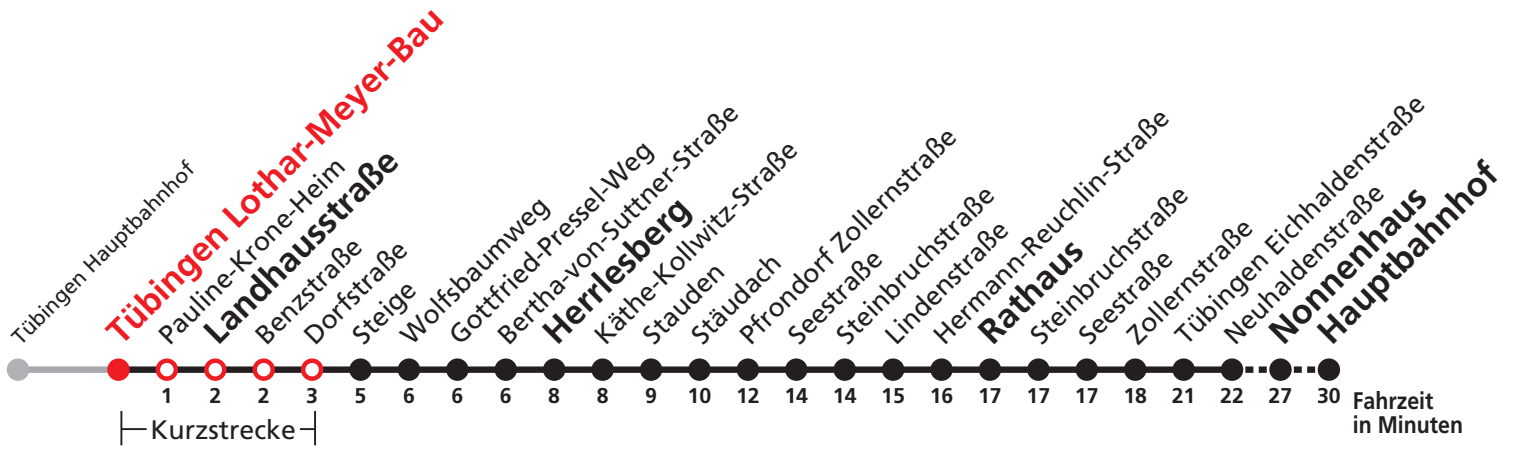 Tübingen Hauptbahnhof
Tübingen Lothar-Meyer-Bau
Pauline-Krone-Heim
Landhausstraße
Benzstraße
Dorfstraße
Steige
Wolfsbaumweg
Gottfried-Pressel-Weg
Bertha-von-Suttner-Straße
Herrlesberg
Käthe-Kollwitz-Straße
Stauden
Stäudach
Pfrondorf Zollernstraße
Seestraße
Steinbruchstraße
Lindenstraße
Hermann-Reuchlin-Straße
Rathaus
Steinbruchstraße
Seestraße
Zollernstraße
Tübingen Eichhaldenstraße
Neuhaldenstraße
Nonnenhaus
Hauptbahnhof
1 2 2 3 5 6 6 6 8 8 9 10 12 14 14 15 16 17 17 17 18 21 22 27 30
Fahrzeit
in Minuten
Kurzstrecke